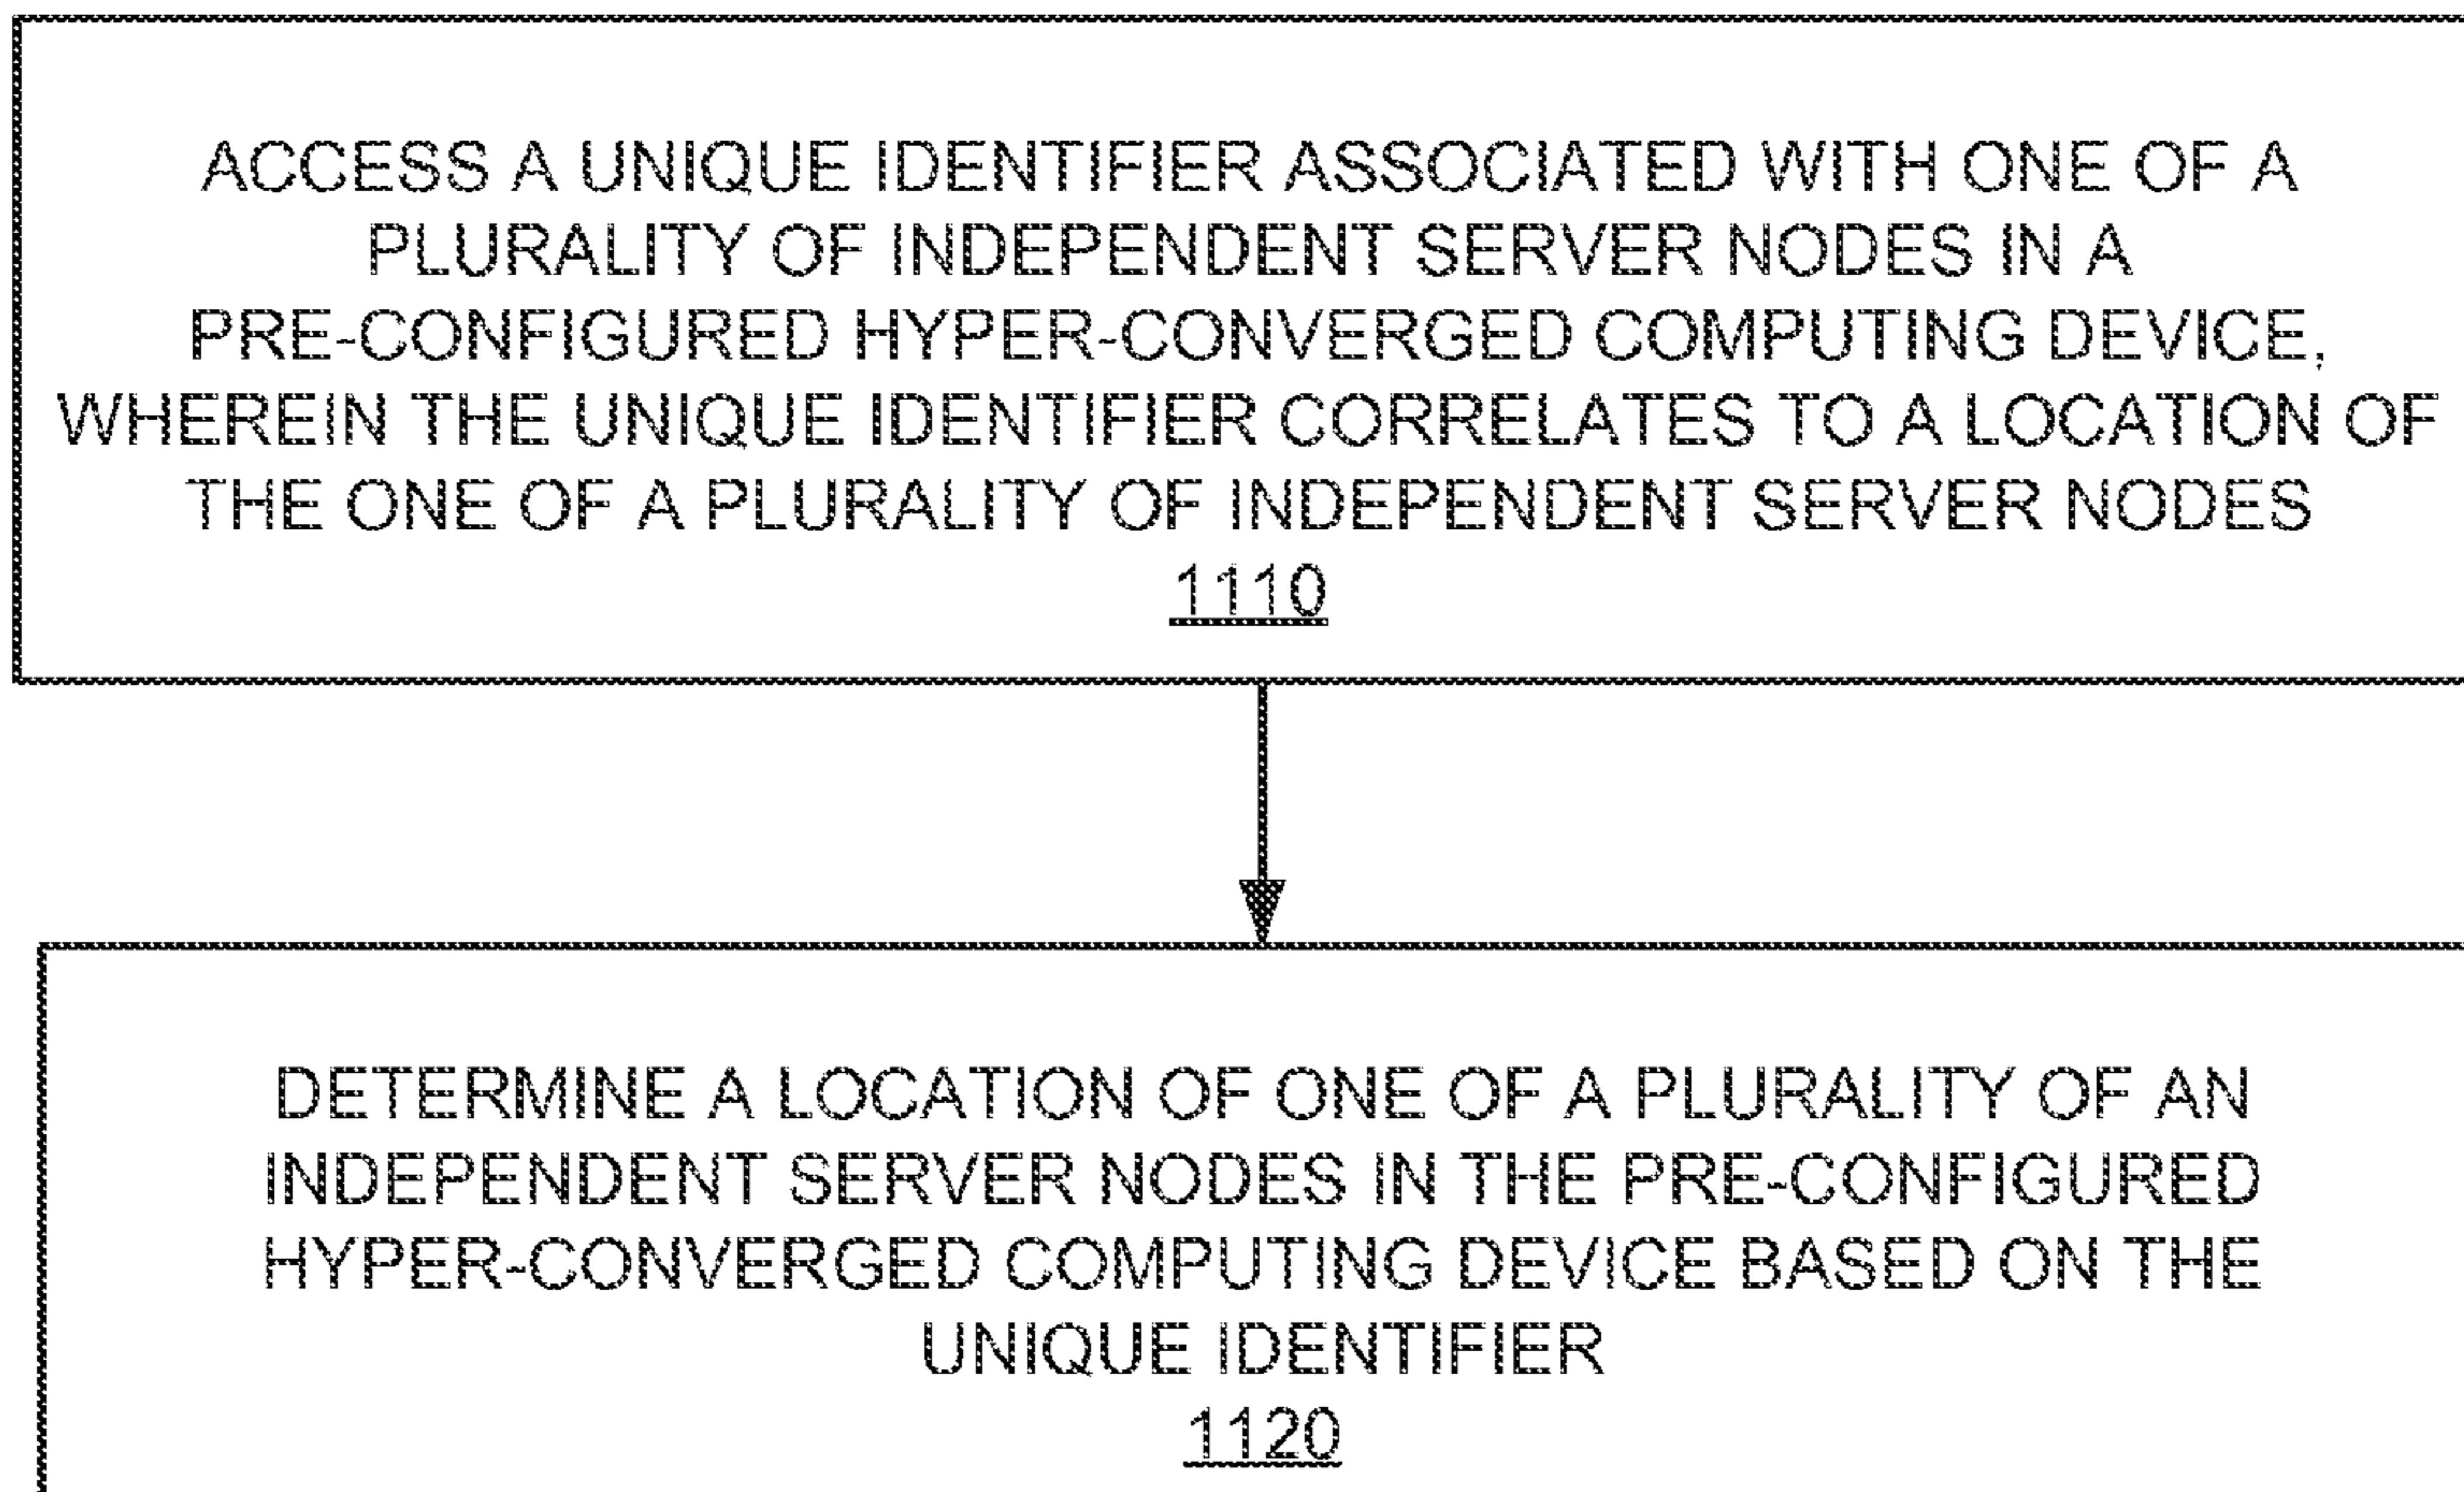 ACCESS A UNIQUE IDENTIFIER ASSOCIATED WITH ONE OF A
PLURALITY OF INDEPENDENT SERVER NODES IN A
PRE-CONFIGURED HYPER-CONVERGED COMPUTING DEVICE,
WHEREIN THE UNIQUE IDENTIFIER CORRELATES TO A LOCATION OF
THE ONE OF A PLURALITY OF INDEPENDENT SERVER NODES
1110
DETERMINE A LOCATION OF ONE OF A PLURALITY OF AN
INDEPENDENT SERVER NODES IN THE PRE-CONFIGURED
HYPER-CONVERGED COMPUTING DEVICE BASED ON THE
UNIQUE IDENTIFIER
1120